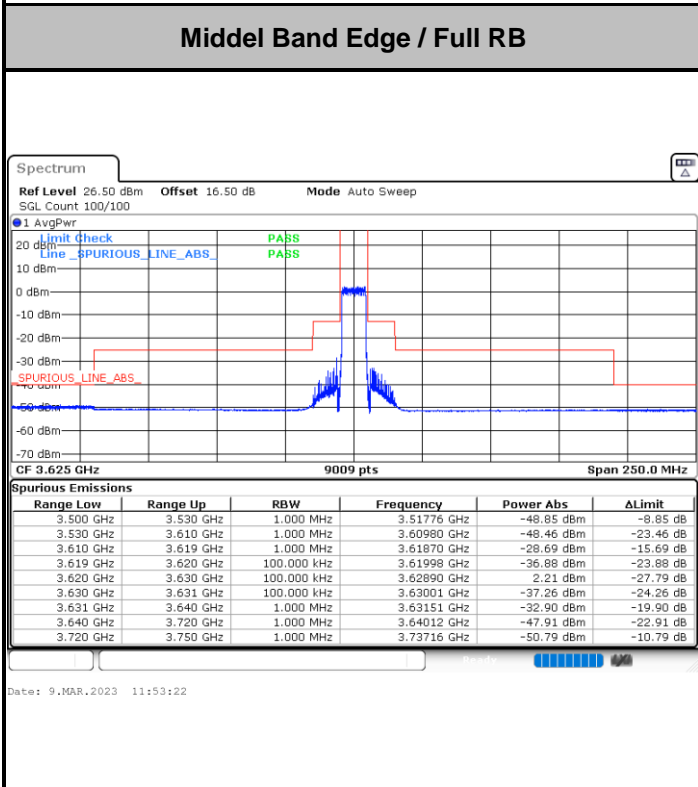 Middel Band Edge / Full RB
Spectrum
Ref Level 26.50 dBm Offset 16.50 dB Mode Auto Sweep
SGL Count 100/100
1 AvgPwr
Limit Check PASS
20 dBm
Line _SPURIOUS_LINE_ABS_ PASS
10 dBm
0 dBm
-10 dBm
-20 dBm
-30 dBm
_SPURIOUS_LINE_ABS_
-40 dBm
-50 dBm
-60 dBm
-70 dBm
CF 3.625 GHz 9009 pts Span 250.0 MHz
Spurious Emissions
Range Low Range Up RBW Frequency Power Abs ΔLimit
3.500 GHz 3.530 GHz 1.000 MHz 3.51776 GHz -48.85 dBm -8.85 dB
3.530 GHz 3.610 GHz 1.000 MHz 3.60980 GHz -48.46 dBm -23.46 dB
3.610 GHz 3.619 GHz 1.000 MHz 3.61870 GHz -28.69 dBm -15.69 dB
3.619 GHz 3.620 GHz 100.000 kHz 3.61998 GHz -36.88 dBm -23.88 dB
3.620 GHz 3.630 GHz 100.000 kHz 3.62890 GHz 2.21 dBm -27.79 dB
3.630 GHz 3.631 GHz 100.000 kHz 3.63001 GHz -37.26 dBm -24.26 dB
3.631 GHz 3.640 GHz 1.000 MHz 3.63151 GHz -32.90 dBm -19.90 dB
3.640 GHz 3.720 GHz 1.000 MHz 3.64012 GHz -47.91 dBm -22.91 dB
3.720 GHz 3.750 GHz 1.000 MHz 3.73716 GHz -50.79 dBm -10.79 dB
Ready
Date: 9.MAR.2023 11:53:22